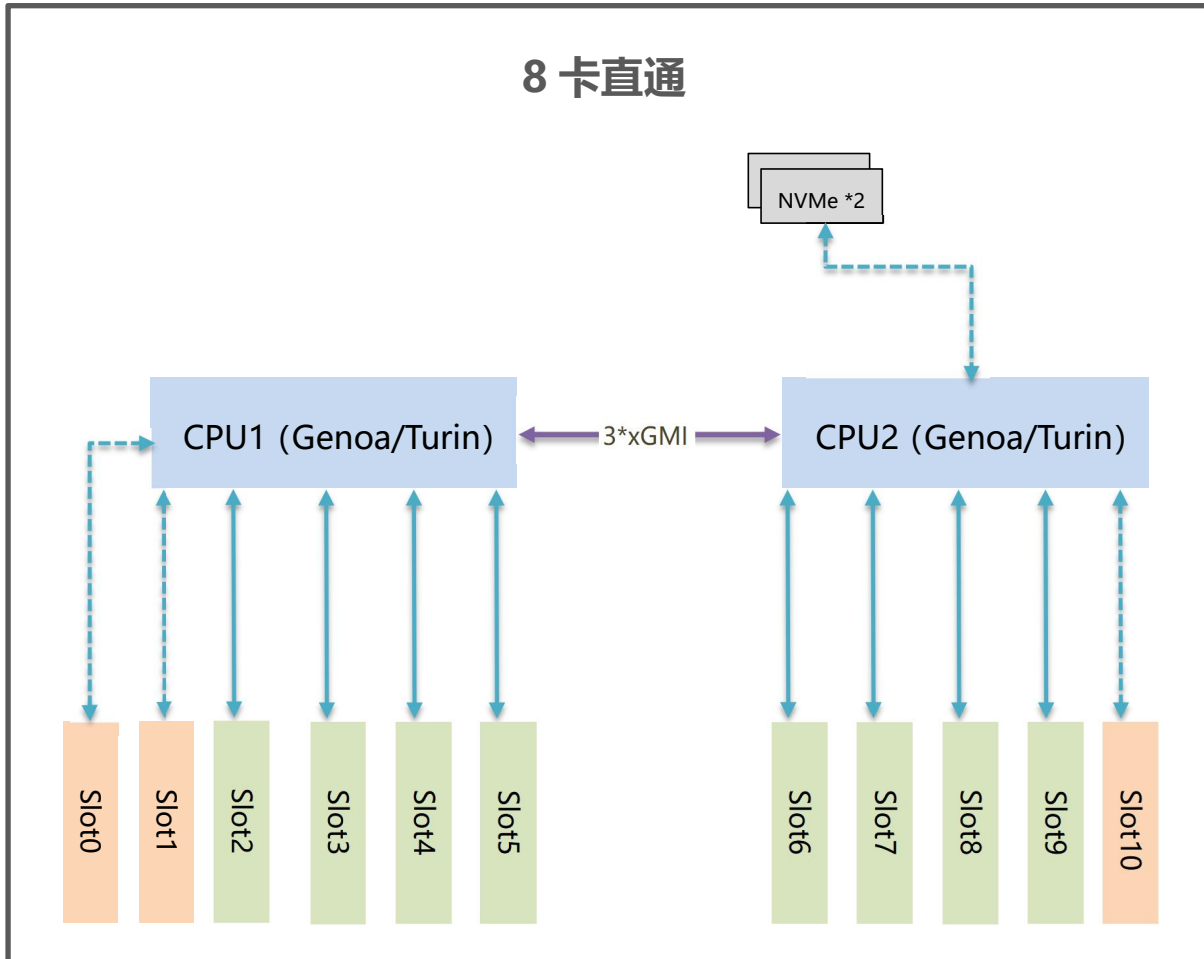 8 卡直通
NVMe *2
CPU1 (Genoa/Turin)
3*xGMI
CPU2 (Genoa/Turin)
Slot0
Slot1
Slot2
Slot3
Slot4
Slot5
Slot6
Slot7
Slot8
Slot9
Slot10